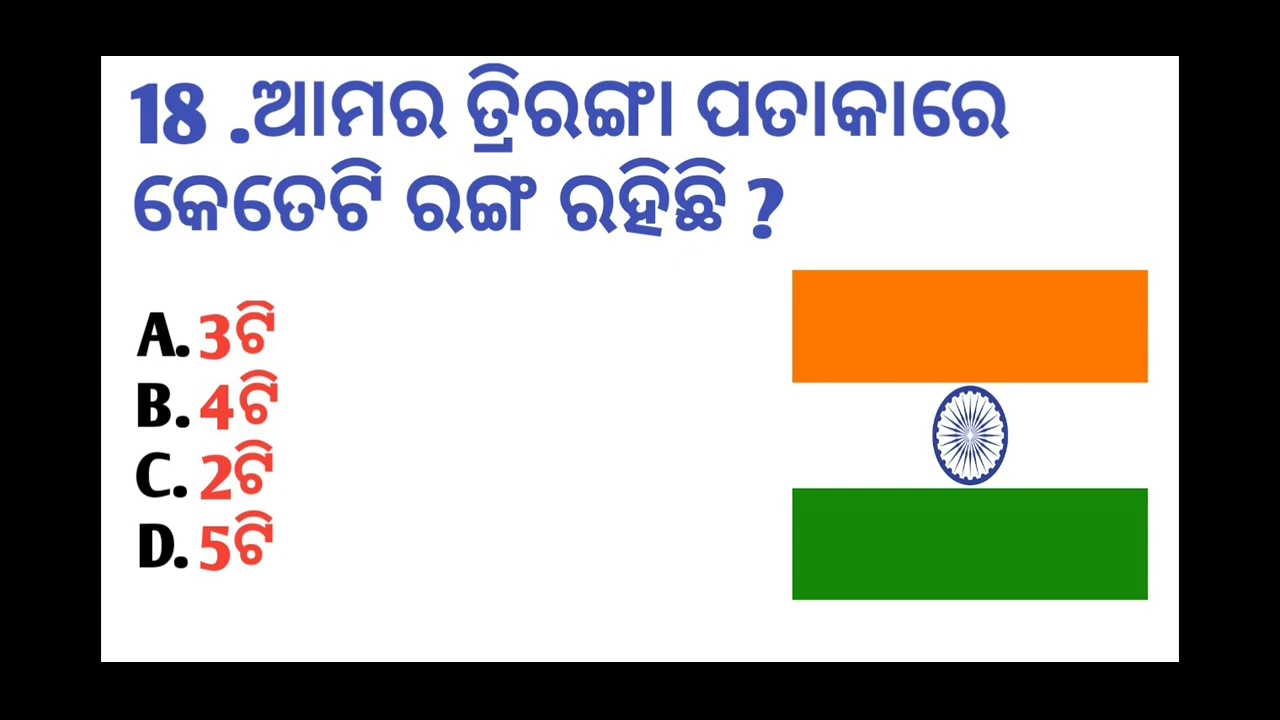 18 .ଆମର ତ୍ରିରଙ୍ଗା ପତାକାରେ
କେତେଟି ରଙ୍ଗ ରହିଛି ?
A. 3ଟି
B. 4ଟି
C. 2ଟି
D. 5ଟି